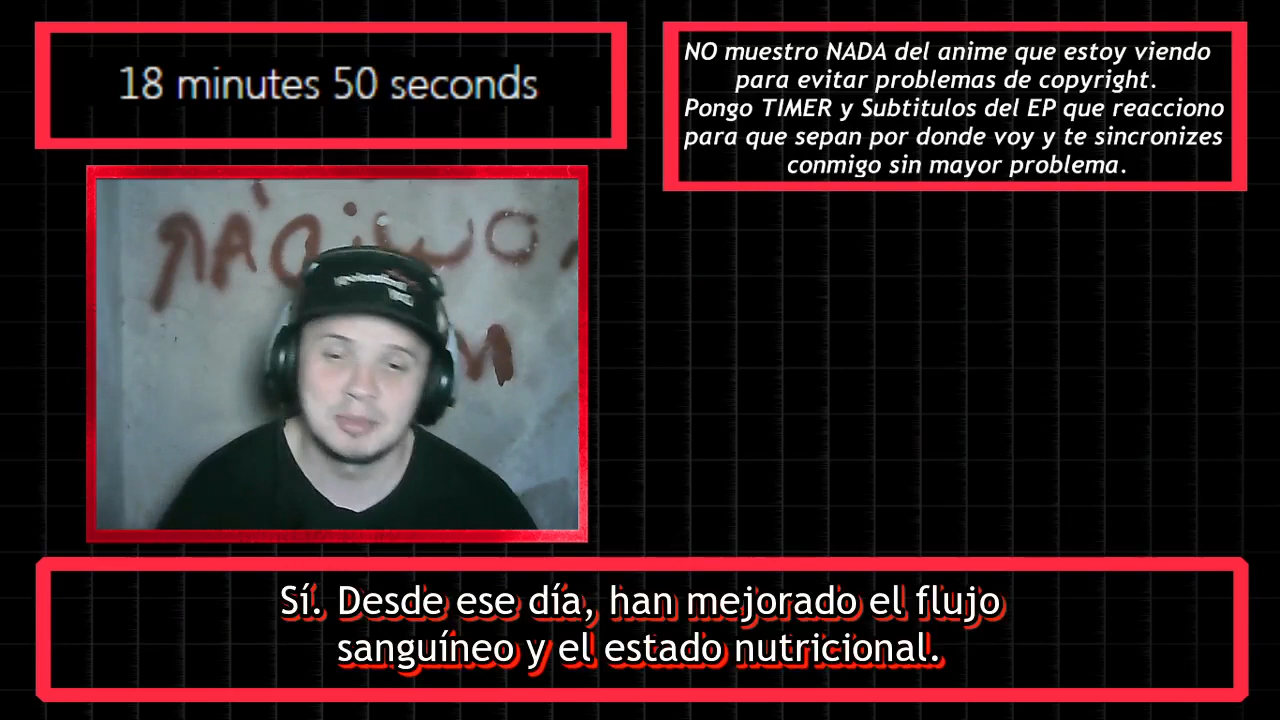 18 minutes 50 seconds
NO muestro NADA del anime que estoy viendo
para evitar problemas de copyright.
Pongo TIMER y Subtitulos del EP que reacciono
para que sepan por donde voy y te sincronizes
conmigo sin mayor problema.
Sí. Desde ese día, han mejorado el flujo
sanguíneo y el estado nutricional.